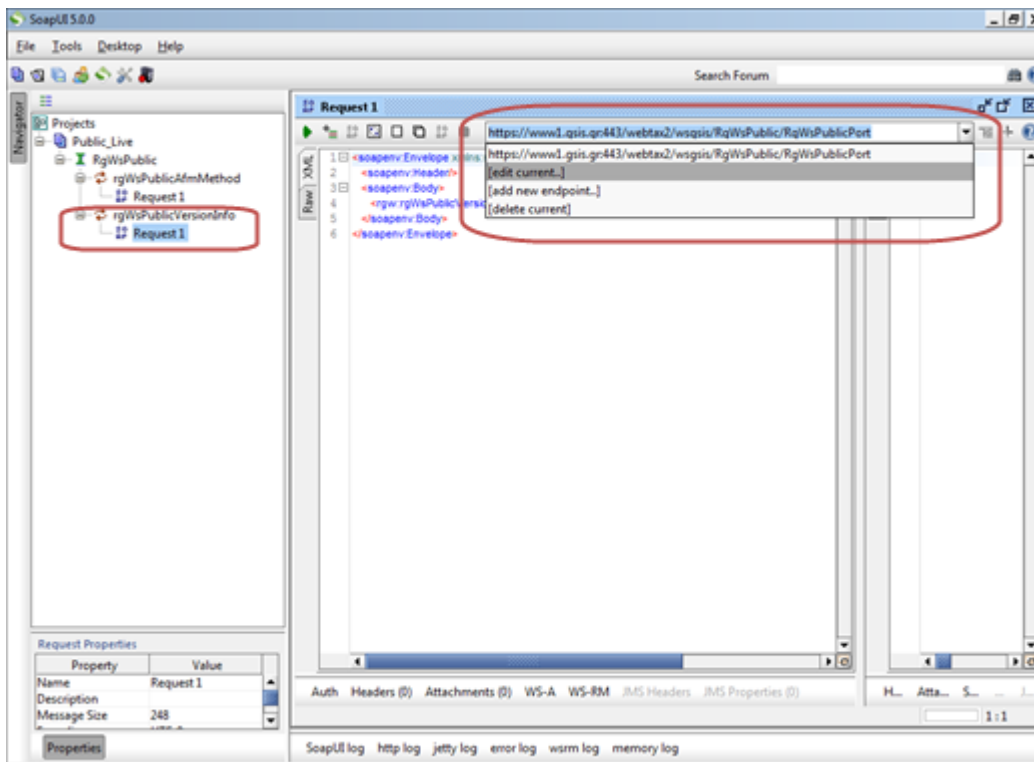 SoapUI 5.0.0
File Tools Desktop Help
Search Forum
Navigator
Projects
Public_Live
RgWsPublic
rgWsPublicAfmMethod
Request 1
rgWsPublicVersionInfo
Request 1
Request 1
https://www1.gsis.gr:443/webtax2/wsgsis/RgWsPublic/RgWsPublicPort
https://www1.gsis.gr:443/webtax2/wsgsis/RgWsPublic/RgWsPublicPort
[edit current..]
[add new endpoint..]
[delete current]
XML
Raw
1 <soapenv:Envelope xmlns:
2 <soapenv:Header/>
3 <soapenv:Body>
4 <rgw:rgWsPublicVersic
5 </soapenv:Body>
6 </soapenv:Envelope>
Request Properties
Property Value
Name Request 1
Description
Message Size 248
Properties
Auth Headers (0) Attachments (0) WS-A WS-RM JMS Headers JMS Properties (0)
H... Atta... S... ... J...
1:1
SoapUI log http log jetty log error log wsrm log memory log